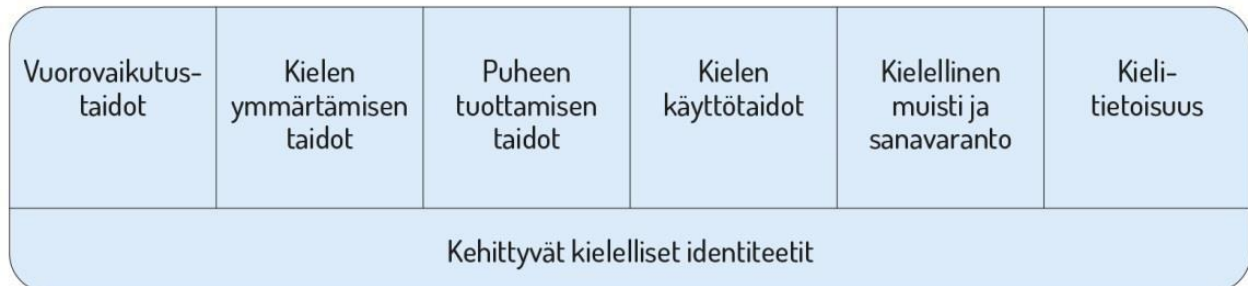 Vuorovaikutus-
taidot
Kielen
ymmärtämisen
taidot
Puheen
tuottamisen
taidot
Kielen
käyttötaidot
Kielellinen
muisti ja
sanavaranto
Kieli-
tietoisuus
Kehittyvät kielelliset identiteetit